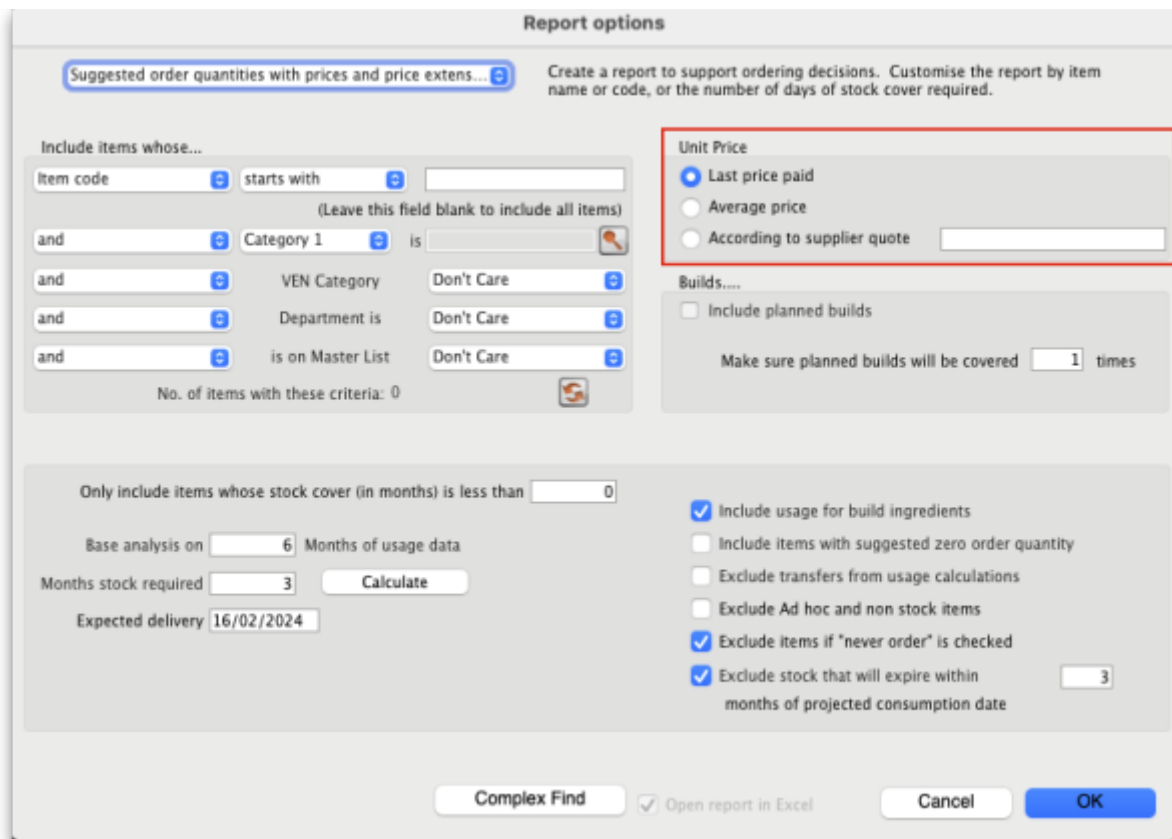 Report options
Suggested order quantities with prices and price extens...
Create a report to support ordering decisions. Customise the report by item
name or code, or the number of days of stock cover required.
Include items whose...
Item code starts with
(Leave this field blank to include all items)
and Category 1 is
and VEN Category Don't Care
and Department is Don't Care
and is on Master List Don't Care
No. of items with these criteria: 0
Unit Price
Last price paid
Average price
According to supplier quote
Builds....
Include planned builds
Make sure planned builds will be covered 1 times
Only include items whose stock cover (in months) is less than 0
Base analysis on 6 Months of usage data
Months stock required 3 Calculate
Expected delivery 16/02/2024
Include usage for build ingredients
Include items with suggested zero order quantity
Exclude transfers from usage calculations
Exclude Ad hoc and non stock items
Exclude items if "never order" is checked
Exclude stock that will expire within 3
months of projected consumption date
Complex Find Open report in Excel Cancel OK